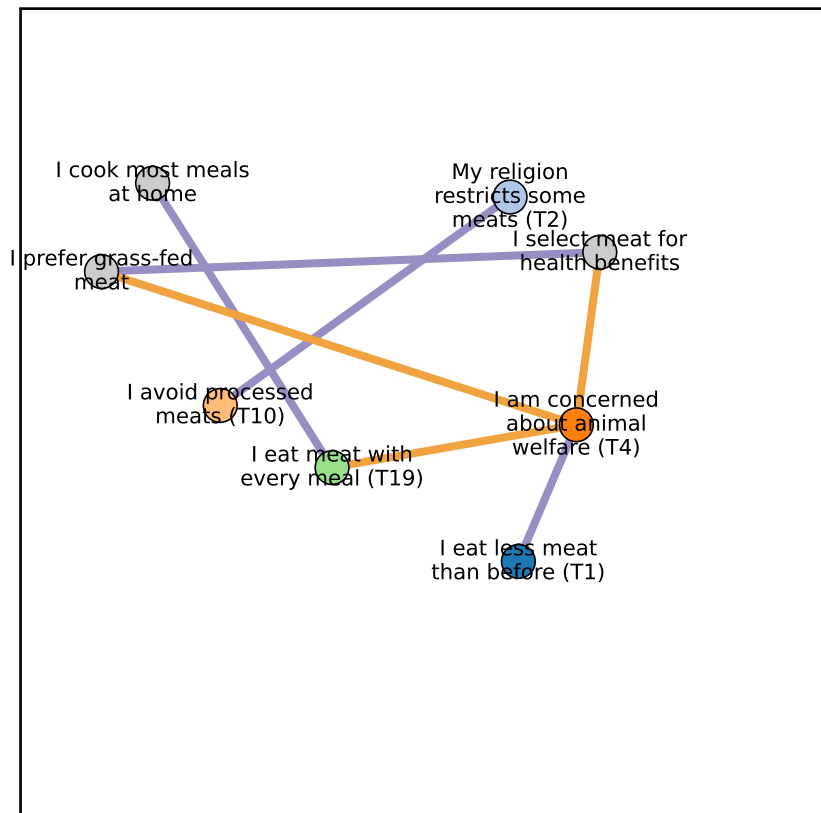 I cook most meals
at home
My religion
restricts some
meats (T2)
I select meat for
health benefits
I prefer grass-fed
meat
I avoid processed
meats (T10)
I am concerned
about animal
welfare (T4)
I eat meat with
every meal (T19)
I eat less meat
than before (T1)